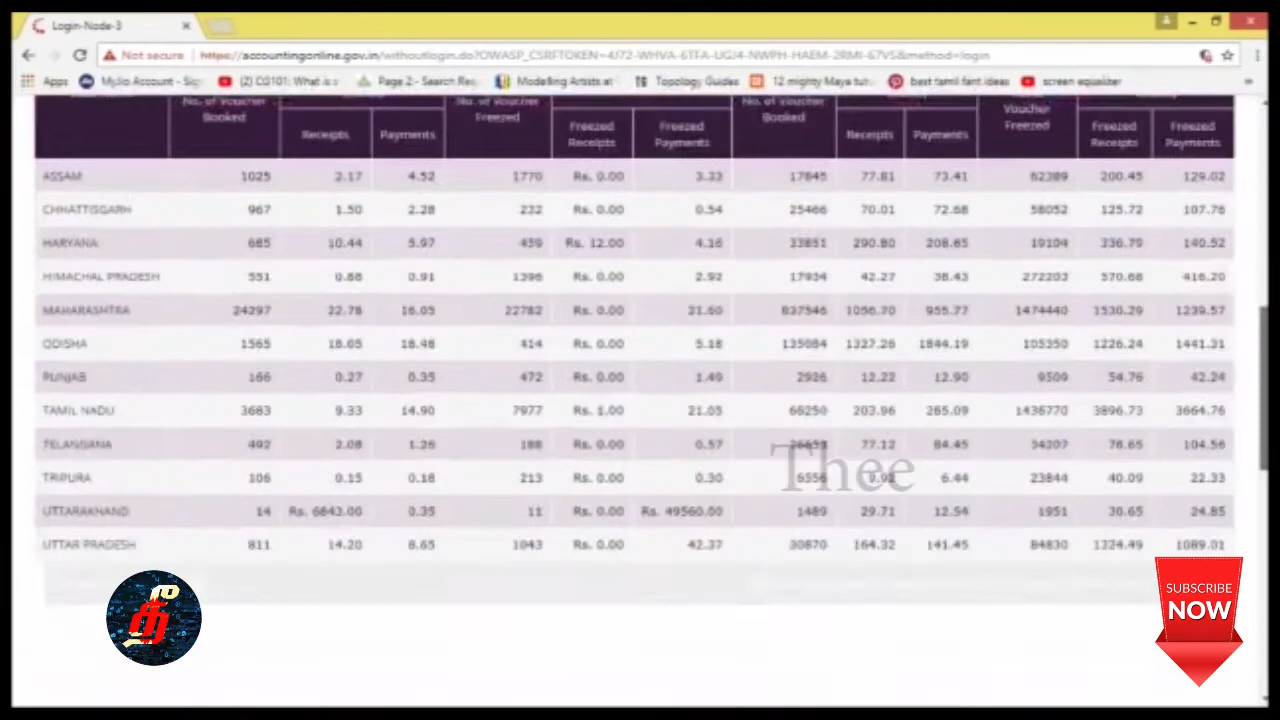 Login-Node-3
Not secure https://accountingonline.gov.in/withoutlogin.do?OWASP_CSRFTOKEN=4J72-WHVA-6TFA-UGJ4-NWPH-HAEM-2RMI-67VS&method=login
Apps MyJio Account - Sig (2) CG101: What is Page 2 - Search Res Modelling Artists at Topology Guides 12 mighty Maya tut best tamil fant ideas screen equalizer
No. of Voucher Booked Receipts Payments No. of Voucher Freezed Freezed Receipts Freezed Payments No. of Voucher Booked Receipts Payments Voucher Freezed Freezed Receipts Freezed Payments
ASSAM 1025 2.17 4.52 1770 Rs. 0.00 3.33 17845 77.81 73.41 62389 200.45 129.02
CHHATTISGARH 967 1.50 2.28 232 Rs. 0.00 0.54 25466 70.01 72.68 58052 125.72 107.76
HARYANA 685 10.44 5.97 459 Rs. 12.00 4.16 33851 290.80 208.85 19104 336.79 140.52
HIMACHAL PRADESH 551 0.88 0.91 1396 Rs. 0.00 2.92 17934 42.27 38.43 272203 570.68 416.20
MAHARASHTRA 24297 22.78 16.05 22782 Rs. 0.00 21.60 837546 1056.70 955.77 1474440 1530.29 1239.57
ODISHA 1565 18.65 18.48 414 Rs. 0.00 5.18 135084 1327.26 1844.19 105350 1226.24 1441.31
PUNJAB 166 0.27 0.35 472 Rs. 0.00 1.49 2926 12.22 12.90 9509 54.76 42.24
TAMIL NADU 3683 9.33 14.90 7977 Rs. 1.00 21.05 66250 203.96 285.09 1436770 3896.73 3664.76
TELANGANA 492 2.08 1.26 188 Rs. 0.00 0.57 77.12 84.45 34207 78.65 104.56
TRIPURA 106 0.15 0.18 213 Rs. 0.00 0.30 6556 6.44 23844 40.09 22.33
Thee
UTTARAKHAND 14 Rs. 6843.00 0.35 11 Rs. 0.00 Rs. 49560.00 1489 29.71 12.54 1951 30.65 24.85
UTTAR PRADESH 811 14.20 8.65 1043 Rs. 0.00 42.37 30870 164.32 141.45 84830 1324.49 1089.01
தீ
SUBSCRIBE
NOW